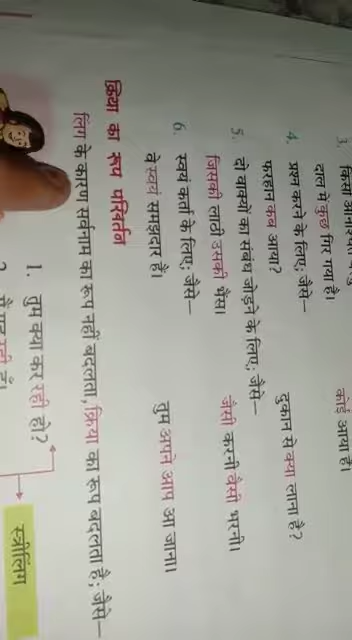 3. किसी
कोई आया है।
दाल में कुछ गिर गया है।
4. प्रश्न करने के लिए; जैसे—
फरहान कब आया? दुकान से क्या लाना है?
5. दो वाक्यों का संबंध जोड़ने के लिए; जैसे—
जिसकी लाठी उसकी भैंस। जैसी करनी वैसी भरनी।
6. स्वयं कर्ता के लिए; जैसे—
वे स्वयं समझदार हैं। तुम अपने आप आ जाना।
क्रिया का रूप परिवर्तन
लिंग के कारण सर्वनाम का रूप नहीं बदलता, क्रिया का रूप बदलता है; जैसे—
1. तुम क्या कर रही हो?
स्त्रीलिंग